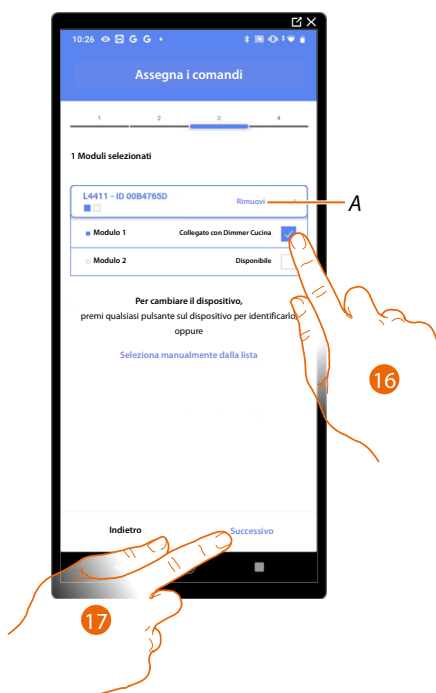 10:26 G G •
Assegna i comandi
1 2 3 4
1 Moduli selezionati
L4411 - ID 00B4765D
Rimuovi
A
Modulo 1 Collegato con Dimmer Cucina
Modulo 2 Disponibile
Per cambiare il dispositivo,
premi qualsiasi pulsante sul dispositivo per identificarlo
oppure
Seleziona manualmente dalla lista
16
Indietro Successivo
17